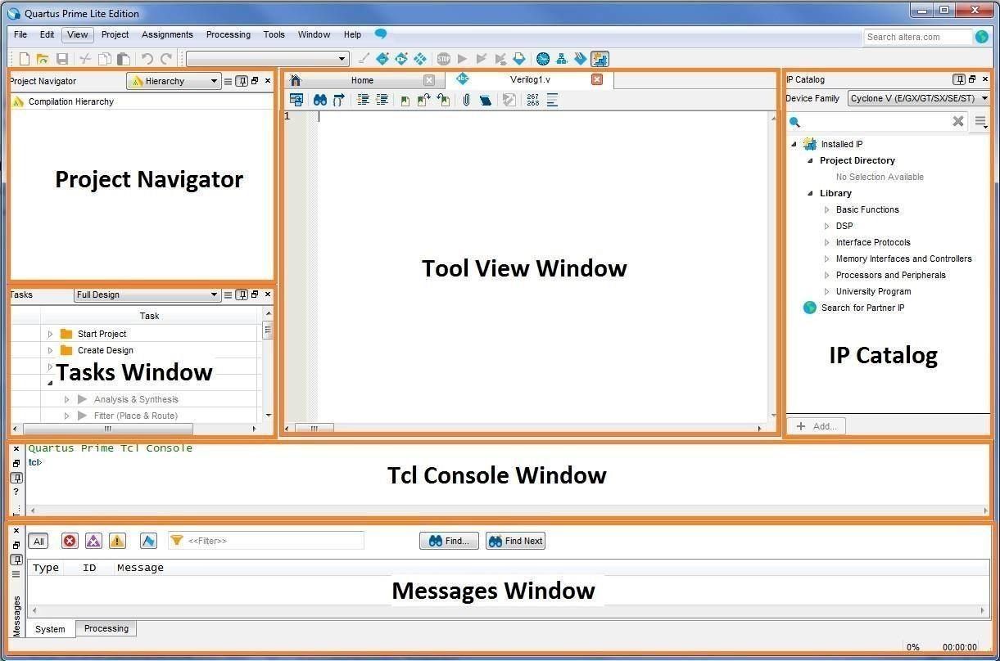 Quartus Prime Lite Edition
File Edit View Project Assignments Processing Tools Window Help
Search altera.com
STOP
Project Navigator Hierarchy
Compilation Hierarchy
Project Navigator
Tasks Full Design
Task
Start Project
Create Design
Tasks Window
Analysis & Synthesis
Fitter (Place & Route)
Home
abc Verilog1.v
267
268
1
Tool View Window
IP Catalog
Device Family Cyclone V (E/GX/GT/SX/SE/ST)
Installed IP
Project Directory
No Selection Available
Library
Basic Functions
DSP
Interface Protocols
Memory Interfaces and Controllers
Processors and Peripherals
University Program
Search for Partner IP
IP Catalog
+ Add...
Quartus Prime Tcl Console
tcl>
Tcl Console Window
All <<Filter>> Find... Find Next
Type ID Message
Messages Window
Messages
System Processing
0% 00:00:00